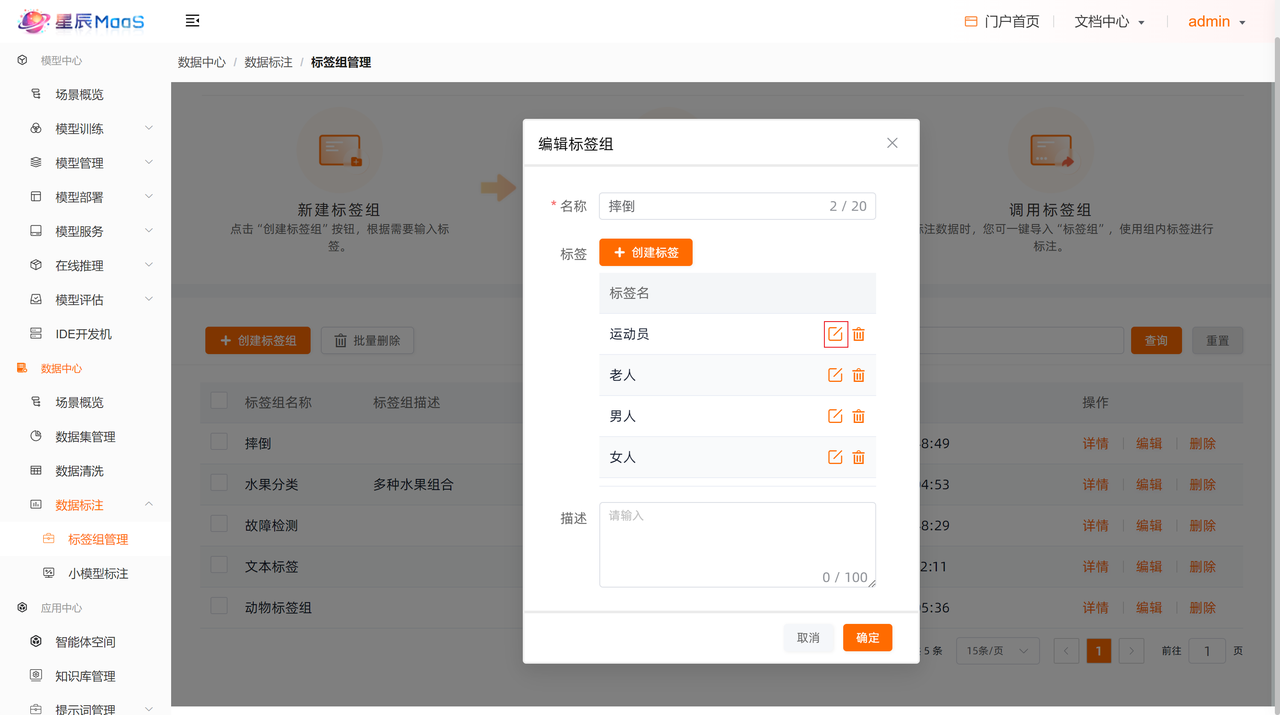 星辰MaaS
门户首页
文档中心
admin
数据中心 / 数据标注 / 标签组管理
模型中心
场景概览
模型训练
模型管理
模型部署
模型服务
在线推理
模型评估
IDE开发机
数据中心
场景概览
数据集管理
数据清洗
数据标注
标签组管理
小模型标注
应用中心
智能体空间
知识库管理
提示词管理
新建标签组
点击“创建标签组”按钮，根据需要输入标
签。
调用标签组
注数据时，您可一键导入“标签组”，使用组内标签进行
标注。
创建标签组
批量删除
查询
重置
标签组名称 标签组描述 操作
摔倒 8:49 详情 编辑 删除
水果分类 多种水果组合 4:53 详情 编辑 删除
故障检测 8:29 详情 编辑 删除
文本标签 2:11 详情 编辑 删除
动物标签组 5:36 详情 编辑 删除
5 条 15条/页 1 前往 1 页
编辑标签组
* 名称 摔倒 2 / 20
标签 创建标签
标签名
运动员
老人
男人
女人
描述 请输入
0 / 100
取消 确定